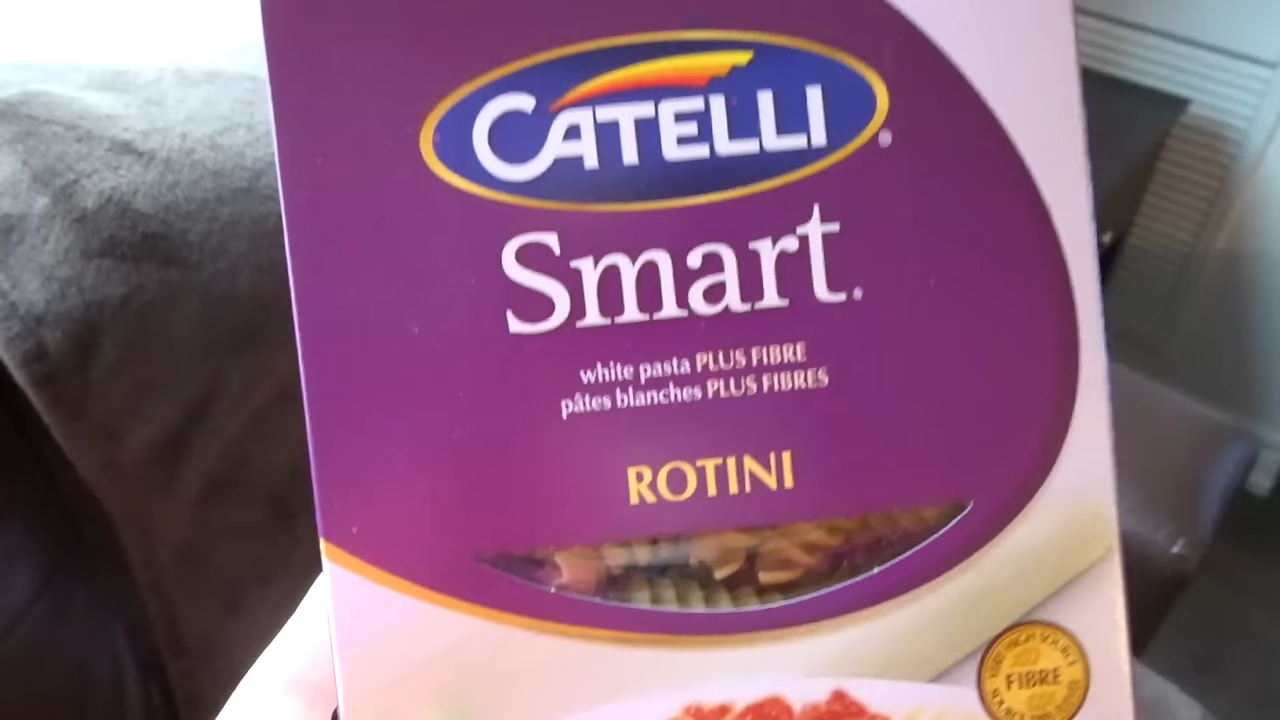 CATELLI
Smart.
white pasta PLUS FIBRE
pâtes blanches PLUS FIBRES
ROTINI
FIBRE